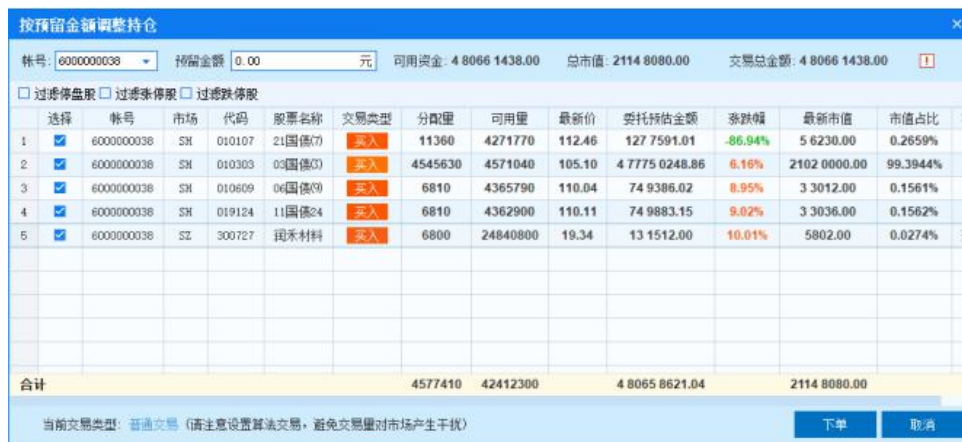 按预留金额调整持仓 ×
帐号: 6000000038 预留金额 0.00 元 可用资金: 4 8066 1438.00 总市值: 2114 8080.00 交易总金额: 4 8066 1438.00 !
过滤停盘股 过滤涨停股 过滤跌停股
选择 帐号 市场 代码 股票名称 交易类型 分配量 可用量 最新价 委托预估金额 涨跌幅 最新市值 市值占比
1 6000000038 SH 010107 21国债(7) 买入 11360 4271770 112.46 127 7591.01 -86.94% 5 6230.00 0.2659%
2 6000000038 SH 010303 03国债(3) 买入 4545630 4571040 105.10 4 7775 0248.86 6.16% 2102 0000.00 99.3944%
3 6000000038 SH 010609 06国债(9) 买入 6810 4365790 110.04 74 9386.02 8.95% 3 3012.00 0.1561%
4 6000000038 SH 019124 11国债24 买入 6810 4362900 110.11 74 9883.15 9.02% 3 3036.00 0.1562%
5 6000000038 SZ 300727 润禾材料 买入 6800 24840800 19.34 13 1512.00 10.01% 5802.00 0.0274%
合计 4577410 42412300 4 8065 8621.04 2114 8080.00
当前交易类型: 普通交易 (请注意设置算法交易，避免交易量对市场产生干扰) 下单 取消